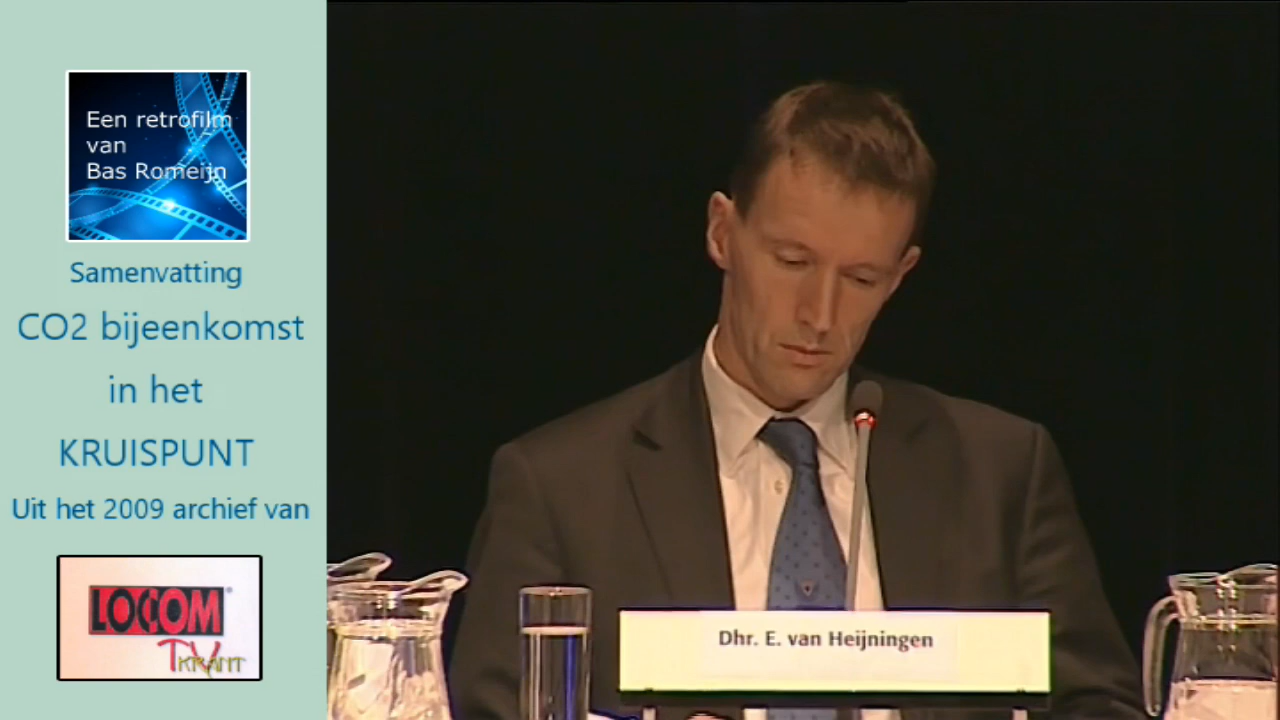 Een retrofilm
van
Bas Romeijn
Samenvatting
CO2 bijeenkomst
in het
KRUISPUNT
Uit het 2009 archief van
LOCOM
TV
KRANT
Dhr. E. van Heijningen